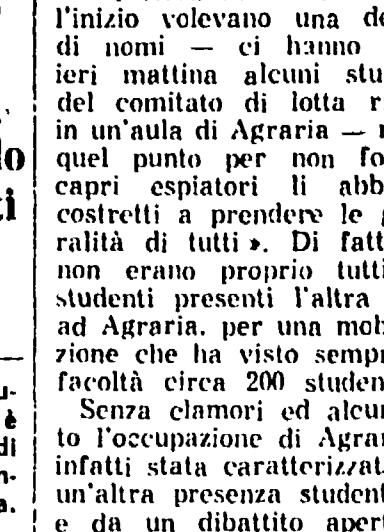 l'inizio volevano una de
di nomi — ci hanno
ieri mattina alcuni stu
del comitato di lotta r
in un'aula di Agraria —
quel punto per non fo
capri espiatori li abb
costretti a prendere le
ralità di tutti ». Di fatt
non erano proprio tutti
studenti presenti l'altra
ad Agraria. per una mob
zione che ha visto sempr
facoltà circa 200 studen
Senza clamori ed alcun
to l'occupazione di Agrar
infatti stata caratterizzat
un'altra presenza student
e da un dibattito apert
lo
ti
u-
è
di
n-
a.